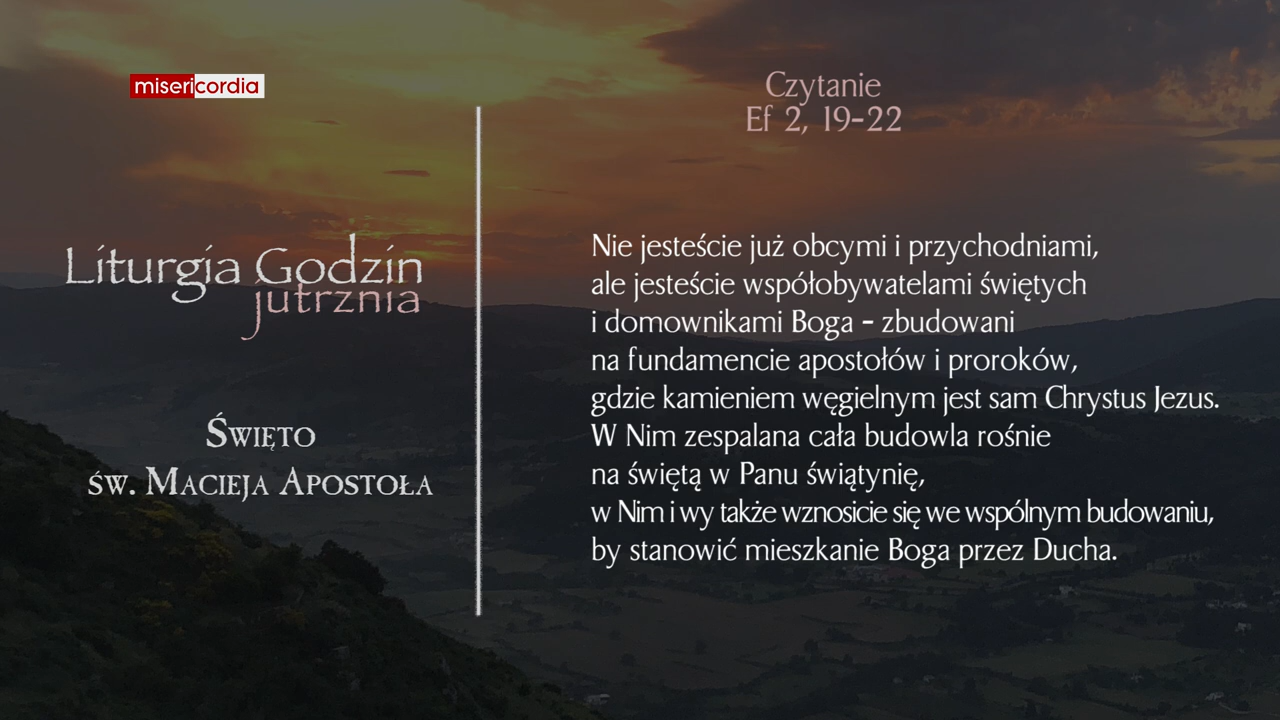 misericordia
Liturgia Godzin
jutrznia
Święto
św. Macieja Apostoła
Czytanie
Ef 2, 19-22
Nie jesteście już obcymi i przychodniami,
ale jesteście współobywatelami świętych
i domownikami Boga - zbudowani
na fundamencie apostołów i proroków,
gdzie kamieniem węgielnym jest sam Chrystus Jezus.
W Nim zespalana cała budowla rośnie
na świętą w Panu świątynię,
w Nim i wy także wznosicie się we wspólnym budowaniu,
by stanowić mieszkanie Boga przez Ducha.